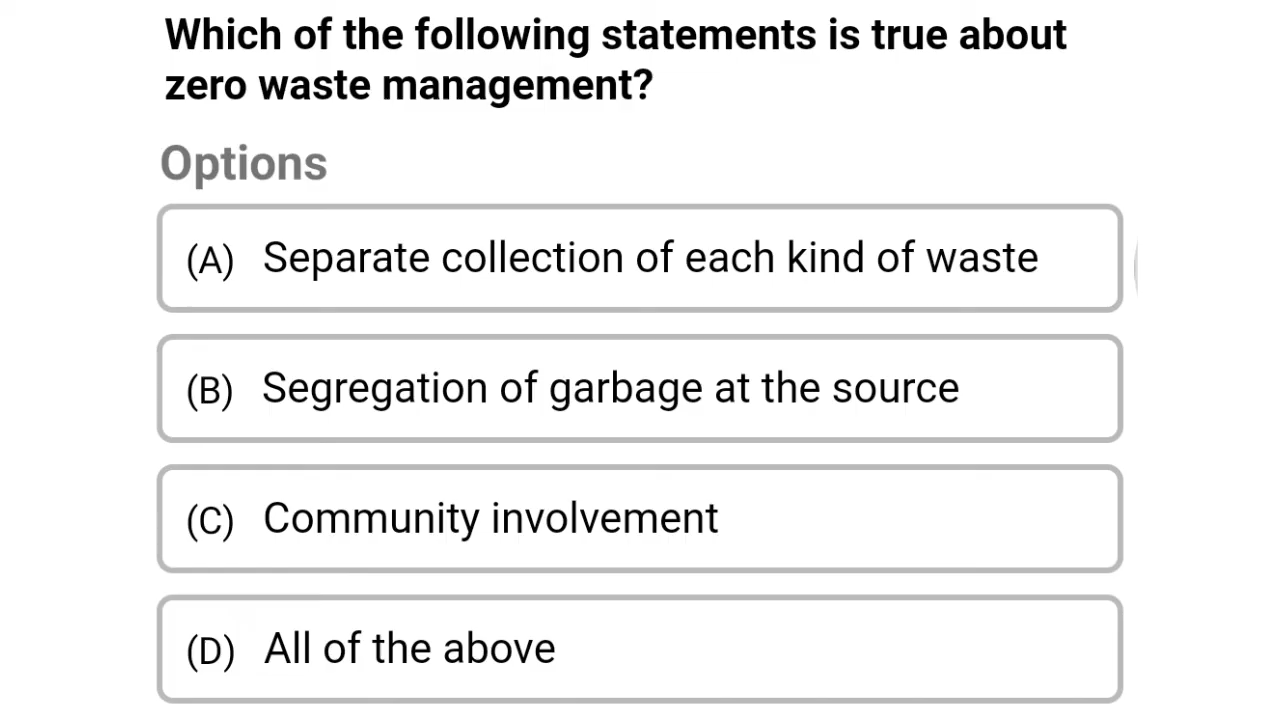 Which of the following statements is true about
zero waste management?
Options
(A) Separate collection of each kind of waste
(B) Segregation of garbage at the source
(C) Community involvement
(D) All of the above